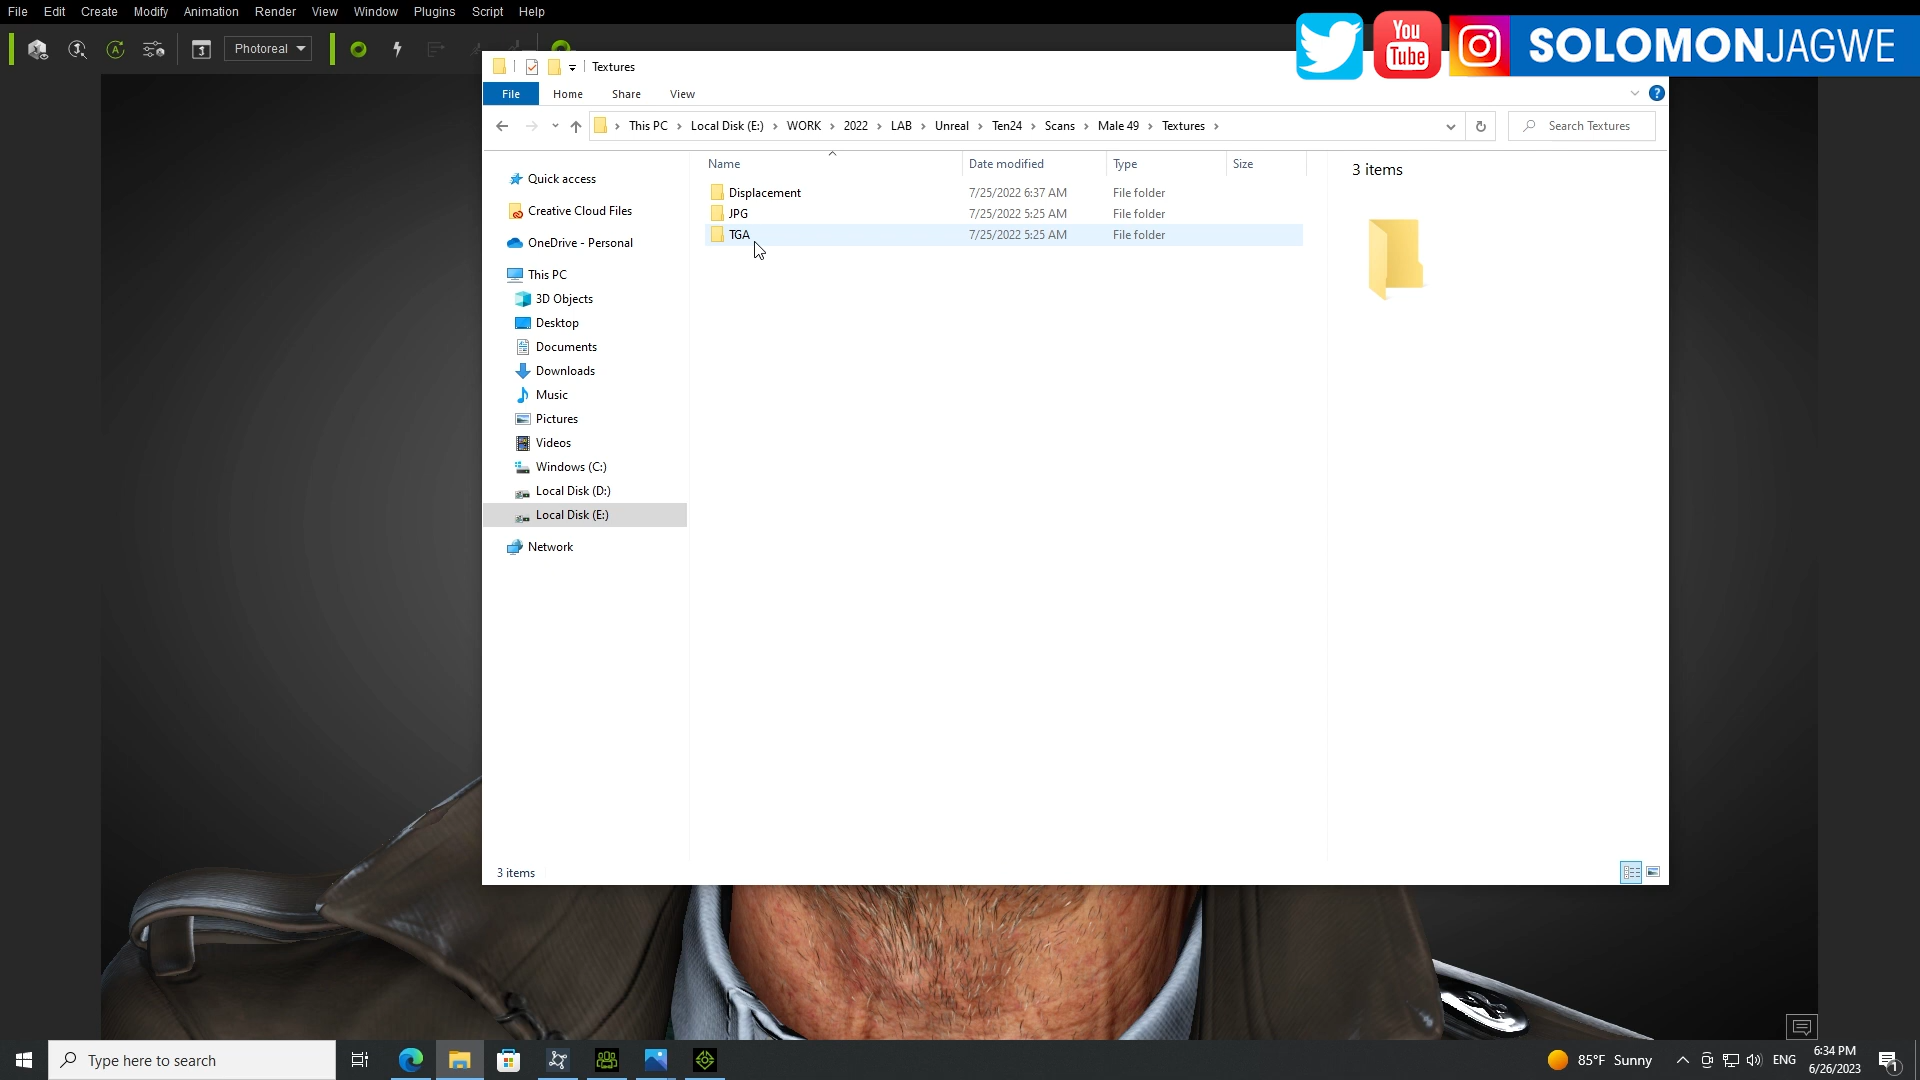 File Edit Create Modify Animation Render View Window Plugins Script Help
Photoreal
You
Tube
SOLOMONJAGWE
Textures
File Home Share View
This PC › Local Disk (E:) › WORK › 2022 › LAB › Unreal › Ten24 › Scans › Male 49 › Textures ›
Search Textures
Name Date modified Type Size
Displacement 7/25/2022 6:37 AM File folder
JPG 7/25/2022 5:25 AM File folder
TGA 7/25/2022 5:25 AM File folder
3 items
Quick access
Creative Cloud Files
OneDrive - Personal
This PC
3D Objects
Desktop
Documents
Downloads
Music
Pictures
Videos
Windows (C:)
Local Disk (D:)
Local Disk (E:)
Network
3 items
Type here to search
85°F Sunny
ENG
6:34 PM
6/26/2023
1